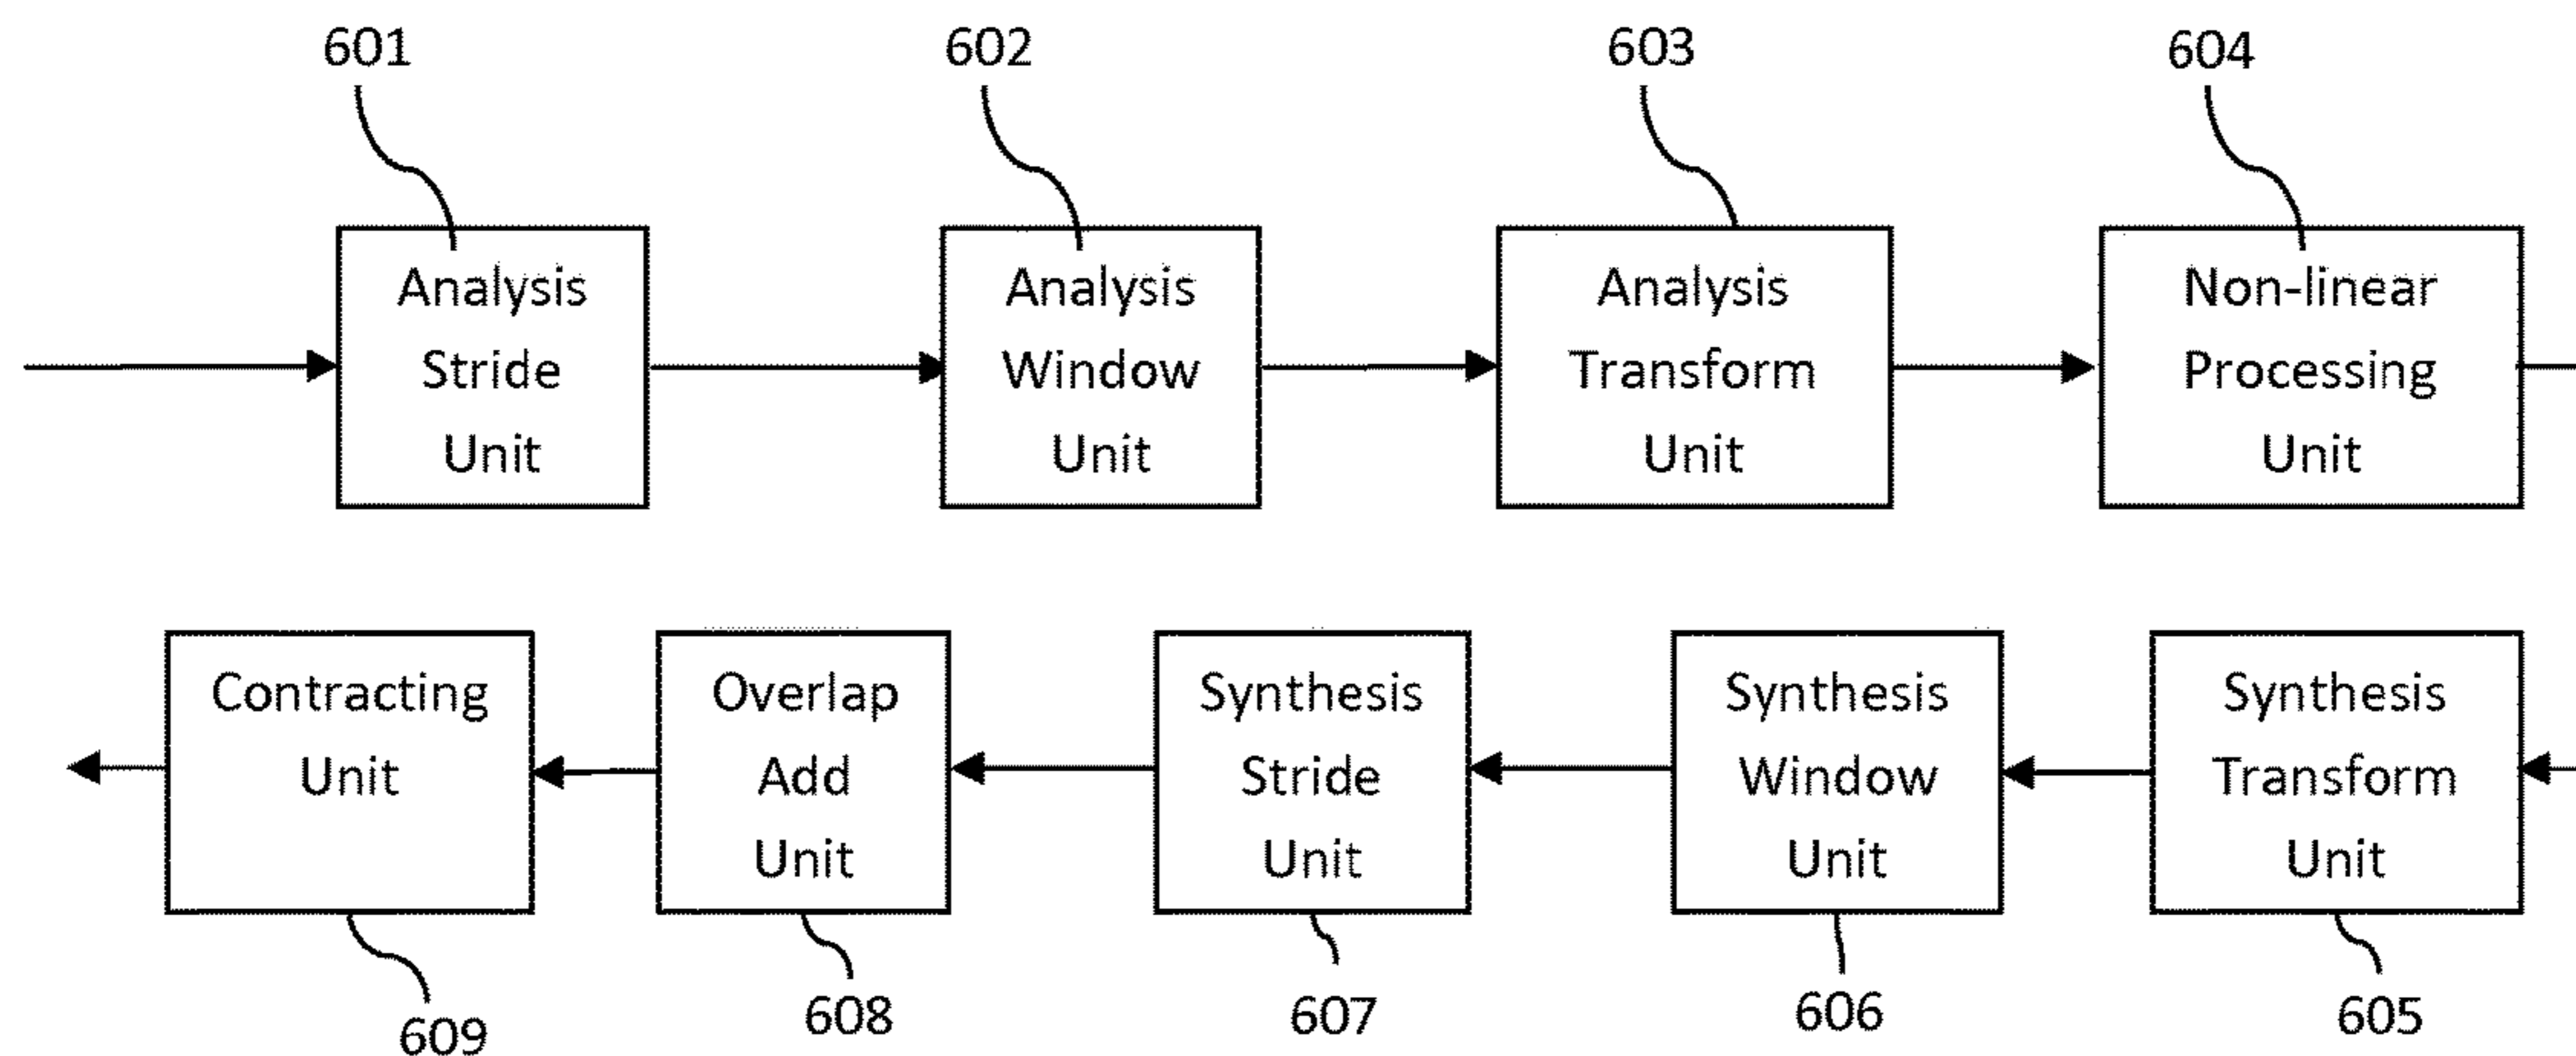 601
602
603
604
Analysis
Stride
Unit
Analysis
Window
Unit
Analysis
Transform
Unit
Non-linear
Processing
Unit
Contracting
Unit
Overlap
Add
Unit
Synthesis
Stride
Unit
Synthesis
Window
Unit
Synthesis
Transform
Unit
609
608
607
606
605